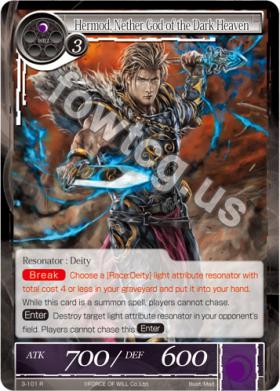 Hermod, Nether God of the Dark Heaven
WILL
3
fowtcg.us
Resonator : Deity
Break Choose a [Race:Deity] light attribute resonator with
total cost 4 or less in your graveyard and put it into your hand.
While this card is a summon spell, players cannot chase.
Enter Destroy target light attribute resonator in your opponent's
field. Players cannot chase this Enter.
ATK 700/ DEF 600
3-101 R ©FORCE OF WILL Co.,Ltd.